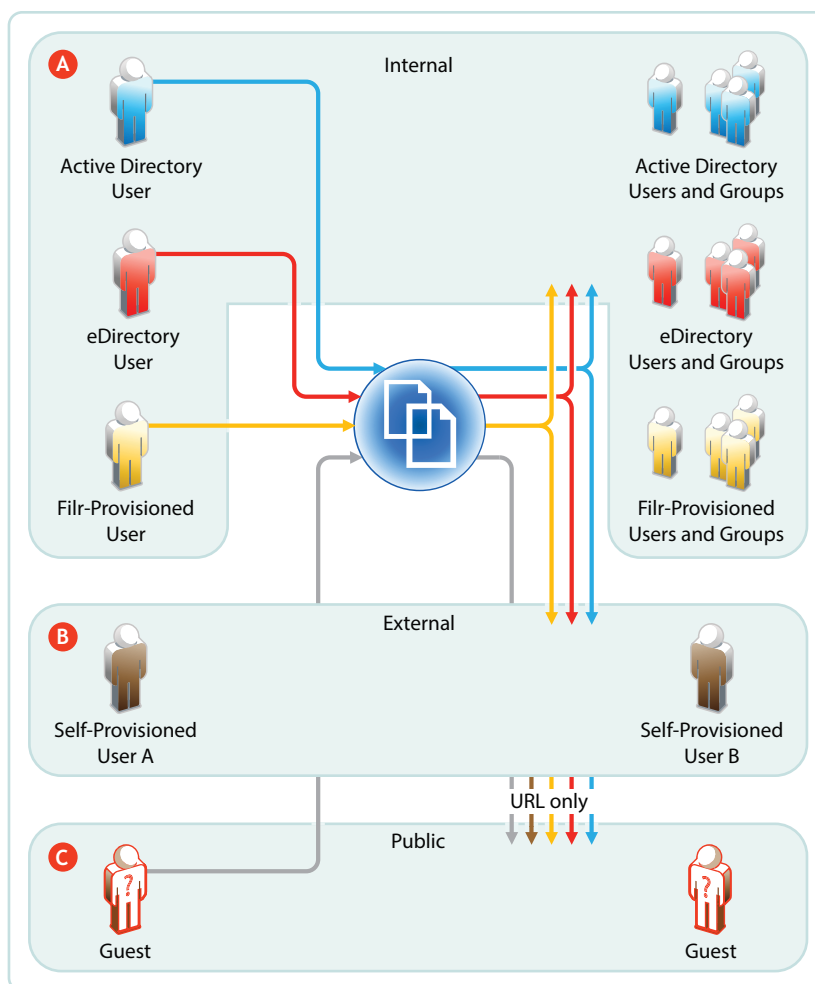 A
Internal
Active Directory
User
Active Directory
Users and Groups
eDirectory
User
eDirectory
Users and Groups
Filr-Provisioned
User
Filr-Provisioned
Users and Groups
B
External
Self-Provisioned
User A
Self-Provisioned
User B
URL only
C
Public
?
Guest
?
Guest